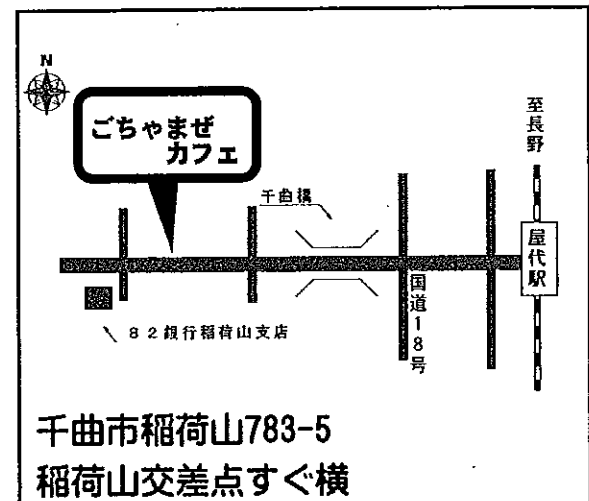 N
ごちゃまぜ
カフェ
至長野
千曲橋
屋代駅
国道18号
82銀行稲荷山支店
千曲市稲荷山783-5
稲荷山交差点すぐ横